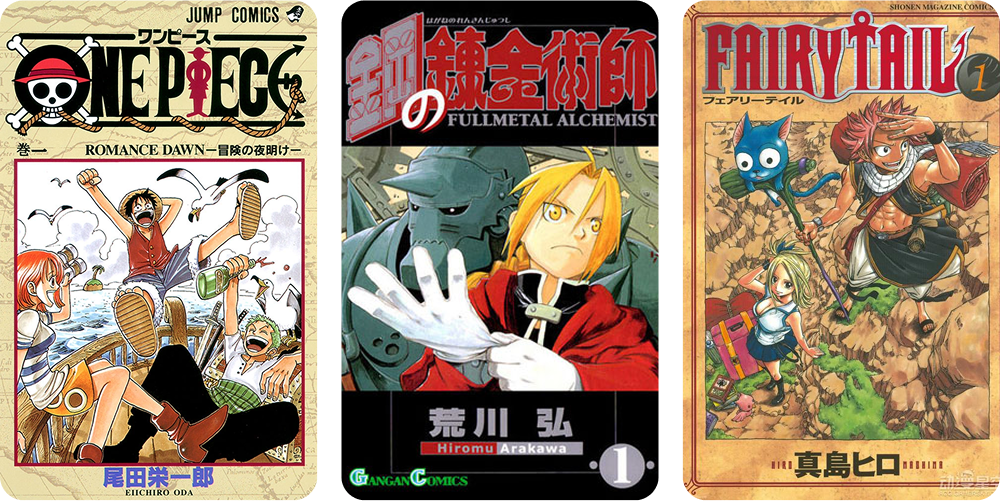 JUMP COMICS
ワンピース
ONE PIECE
巻一 ROMANCE DAWN—冒険の夜明け—
尾田栄一郎
EIICHIRO ODA
はがねのれんきんじゅつし
鋼の錬金術師
FULLMETAL ALCHEMIST
荒川 弘
Hiromu Arakawa
1
GANGAN COMICS
SHONEN MAGAZINE COMICS
FAIRY TAIL
1
フェアリーテイル
HIRO 真島ヒロ MASHIMA